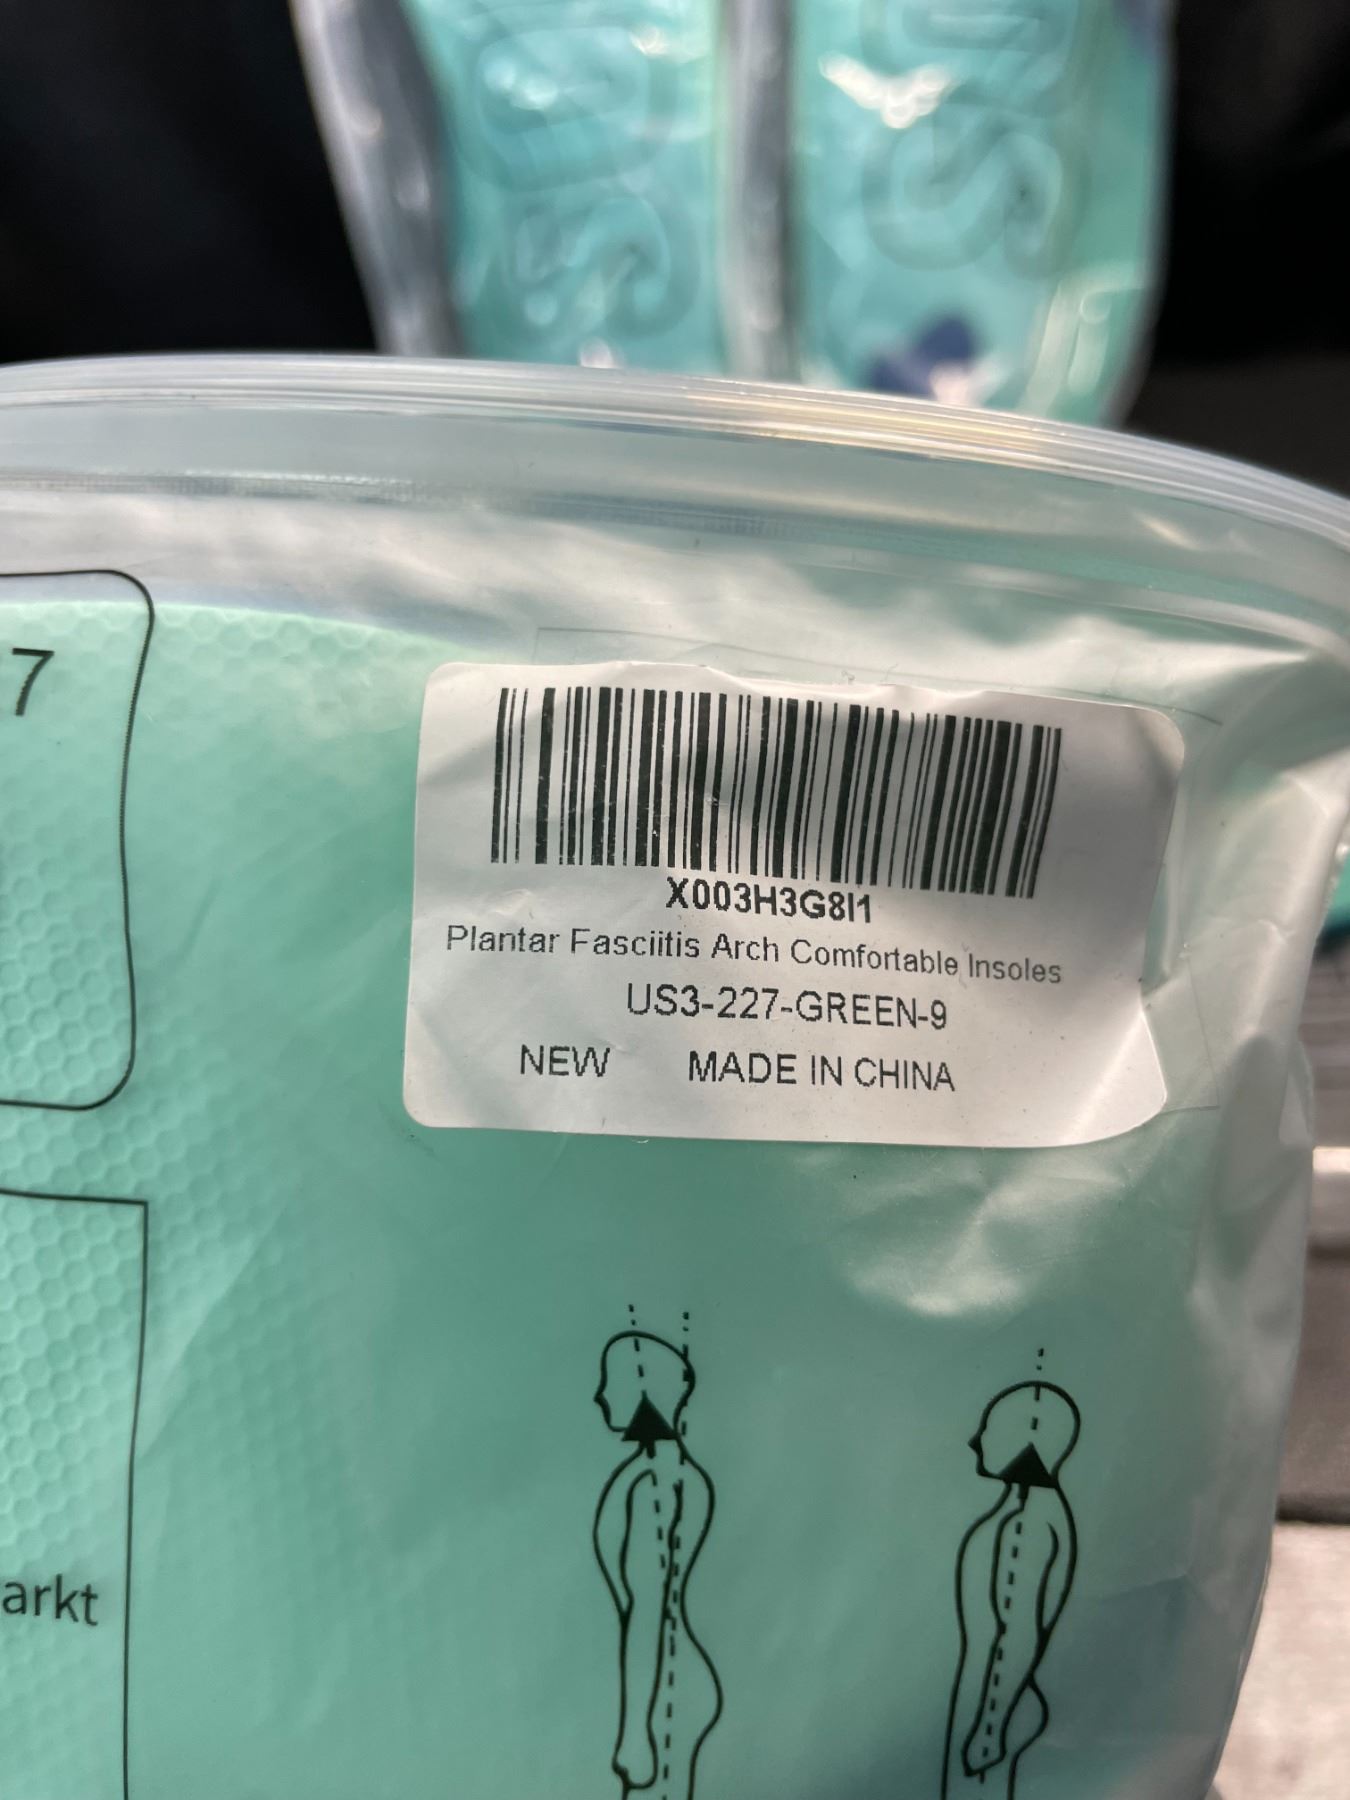 7
X003H3G8I1
Plantar Fasciitis Arch Comfortable Insoles
US3-227-GREEN-9
NEW MADE IN CHINA
arkt